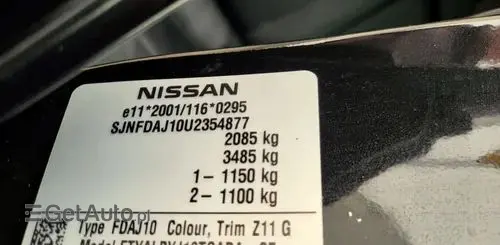 NISSAN
e11*2001/116*0295
SJNFDAJ10U2354877
2085 kg
3485 kg
1- 1150 kg
2- 1100 kg
Type FDAJ10 Colour, Trim Z11 G
Model
GetAuto.pl